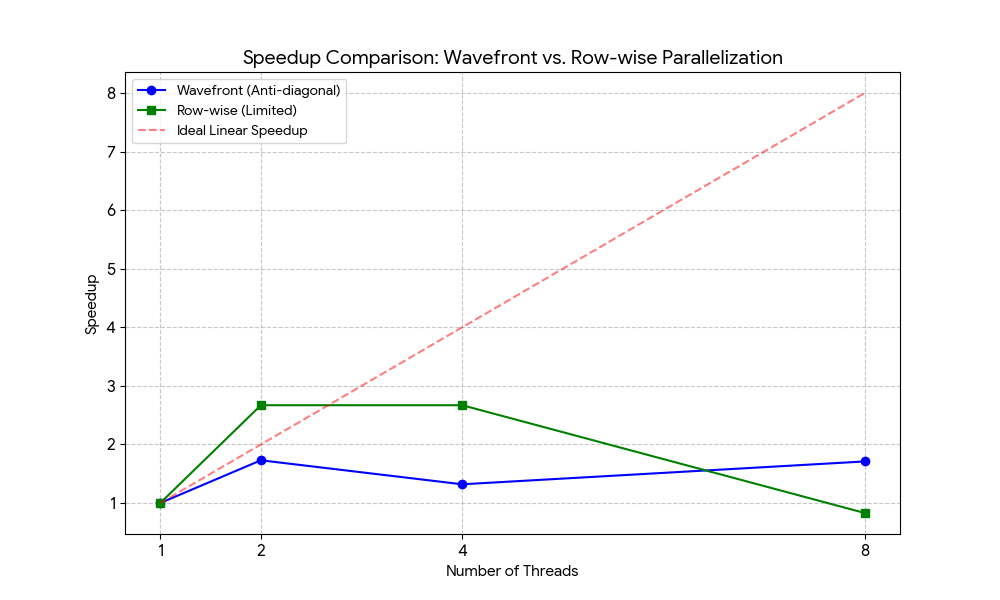 Speedup Comparison: Wavefront vs. Row-wise Parallelization
Wavefront (Anti-diagonal)
Row-wise (Limited)
Ideal Linear Speedup
8
7
6
5
4
3
2
1
Speedup
1 2 4 8
Number of Threads